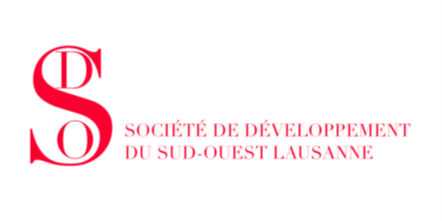 SDO
SOCIÉTÉ DE DÉVELOPPEMENT
DU SUD-OUEST LAUSANNE